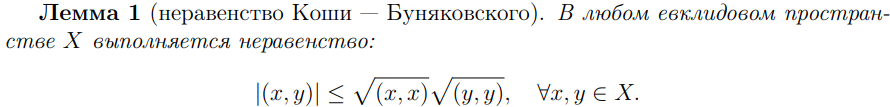 Лемма 1 (неравенство Коши — Буняковского). В любом евклидовом простран-
стве X выполняется неравенство:
|(x, y)| ≤ √(x, x)√(y, y), ∀x, y ∈ X.